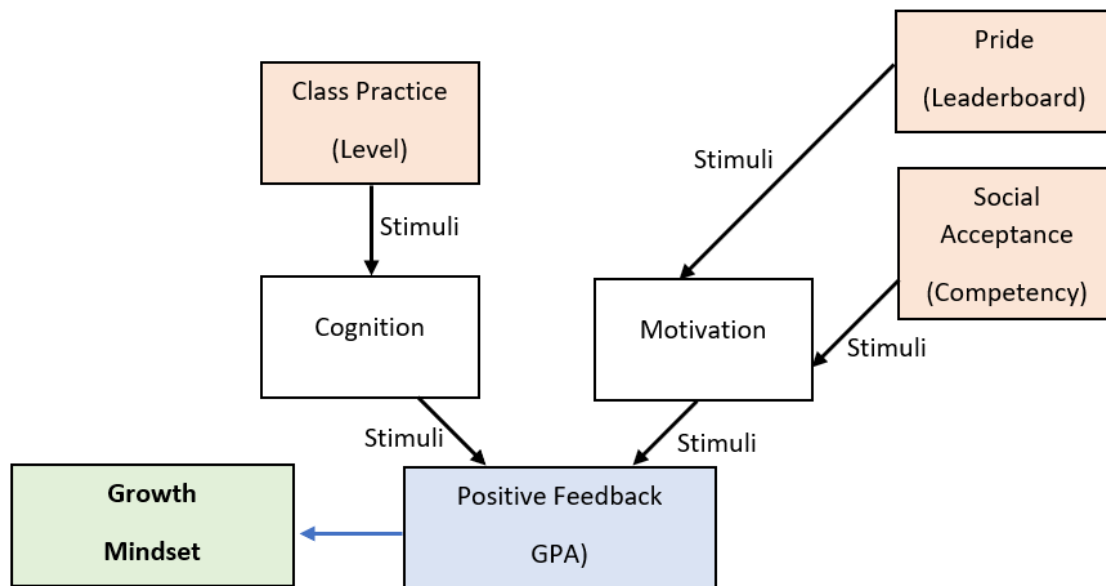 Pride
(Leaderboard)
Class Practice
(Level)
Stimuli
Social
Acceptance
(Competency)
Stimuli
Cognition
Motivation
Stimuli
Stimuli
Stimuli
Growth
Mindset
Positive Feedback
GPA)